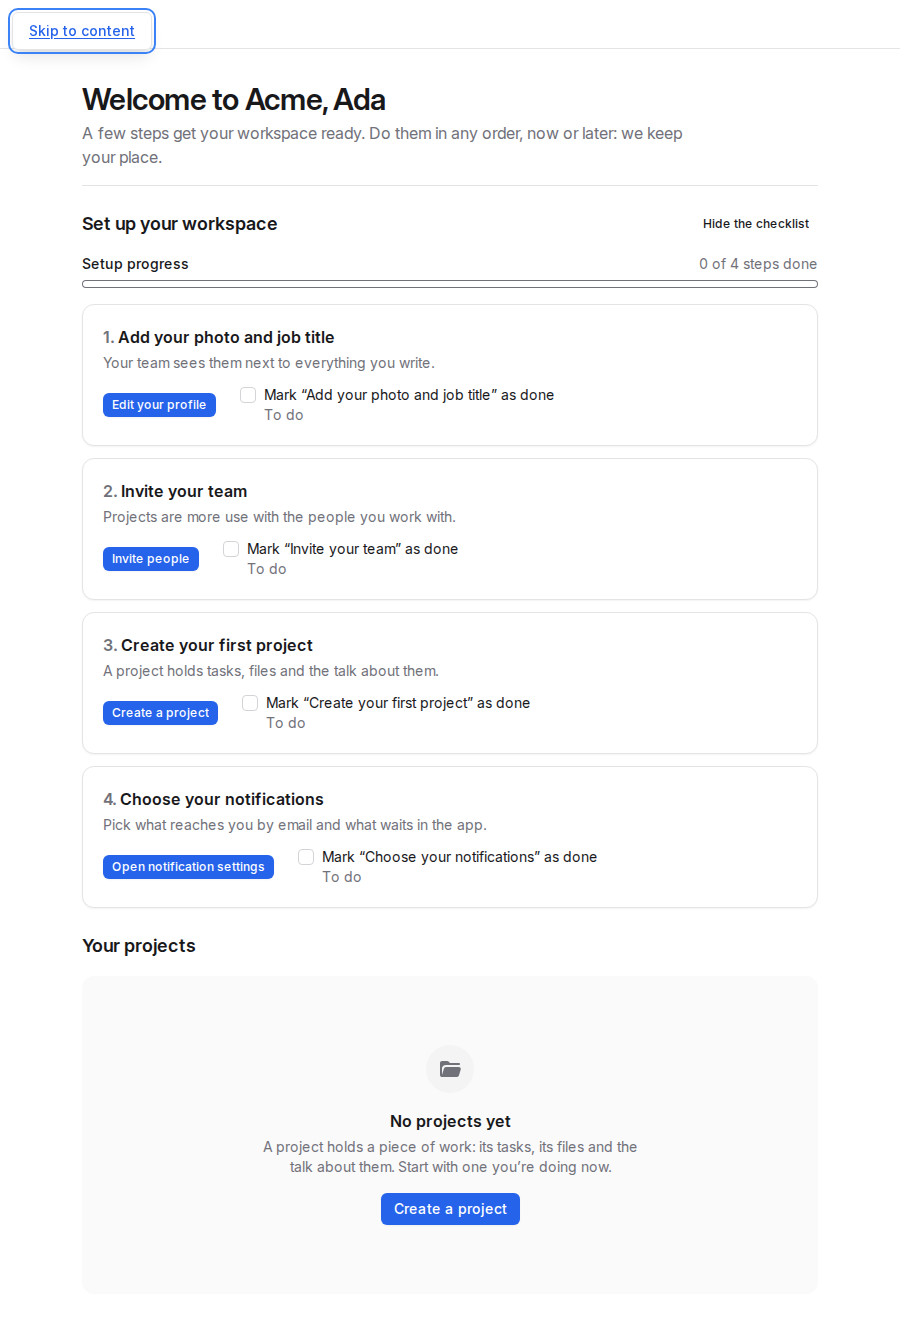 Skip to content
Welcome to Acme, Ada
A few steps get your workspace ready. Do them in any order, now or later: we keep
your place.
Set up your workspace
Hide the checklist
Setup progress
0 of 4 steps done
1. Add your photo and job title
Your team sees them next to everything you write.
Edit your profile
Mark “Add your photo and job title” as done
To do
2. Invite your team
Projects are more use with the people you work with.
Invite people
Mark “Invite your team” as done
To do
3. Create your first project
A project holds tasks, files and the talk about them.
Create a project
Mark “Create your first project” as done
To do
4. Choose your notifications
Pick what reaches you by email and what waits in the app.
Open notification settings
Mark “Choose your notifications” as done
To do
Your projects
No projects yet
A project holds a piece of work: its tasks, its files and the
talk about them. Start with one you’re doing now.
Create a project